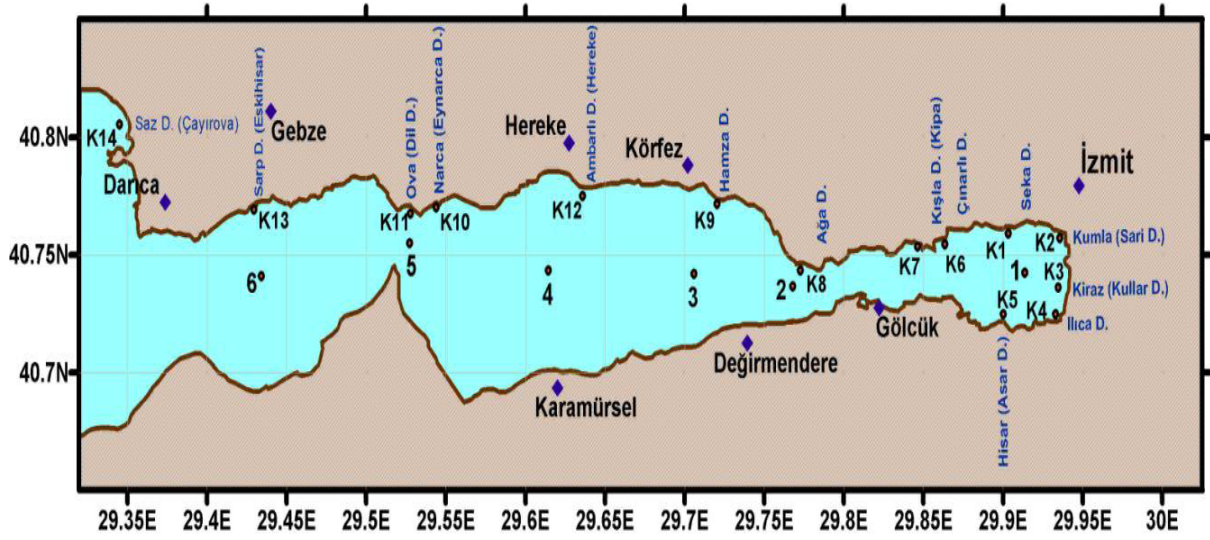 Sarp D. (Eskihisar)
Ova (Dil D.)
Narca (Eynarca D.)
Ambarlı D. (Hereke)
Hamza D.
Ağa D.
Kışla D. (Kipa)
Çınarlı D.
Seka D.
40.8N
K14
Saz D. (Çayırova)
Gebze
Hereke
Körfez
İzmit
Darıca
K13
K11
K10
K12
K9
40.75N
6
5
4
3
2
K8
K7
K6
K1
K2
Kumla (Sari D.)
1
K3
Kiraz (Kullar D.)
K5
K4
Ilıca D.
Gölcük
40.7N
Değirmendere
Karamürsel
Hisar (Asar D.)
29.35E 29.4E 29.45E 29.5E 29.55E 29.6E 29.65E 29.7E 29.75E 29.8E 29.85E 29.9E 29.95E 30E